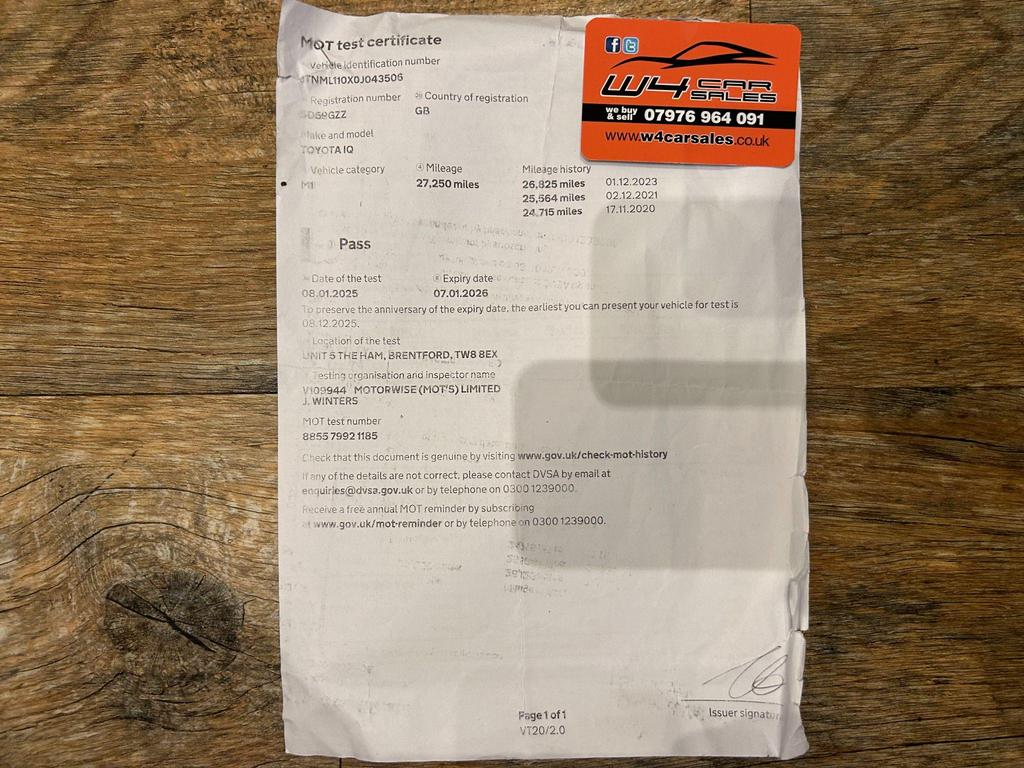 MOT test certificate
Vehicle identification number
TNML110X0J043506
Registration number
Country of registration
D59GZZ
GB
Make and model
TOYOTA IQ
Vehicle category
④ Mileage
Mileage history
M1
27,250 miles
26,825 miles 01.12.2023
25,564 miles 02.12.2021
24,715 miles 17.11.2020
Pass
Date of the test
Expiry date
08.01.2025
07.01.2026
To preserve the anniversary of the expiry date, the earliest you can present your vehicle for test is
08.12.2025.
Location of the test
UNIT 5 THE HAM, BRENTFORD, TW8 8EX
Testing organisation and inspector name
V109944 MOTORWISE (MOT'S) LIMITED
J. WINTERS
MOT test number
8855 7992 1185
Check that this document is genuine by visiting www.gov.uk/check-mot-history
If any of the details are not correct, please contact DVSA by email at
enquiries@dvsa.gov.uk or by telephone on 0300 1239000.
Receive a free annual MOT reminder by subscribing
at www.gov.uk/mot-reminder or by telephone on 0300 1239000.
Issuer signatur
Page 1 of 1
VT20/2.0
W4 CAR
SALES
we buy
& sell 07976 964 091
www.w4carsales.co.uk